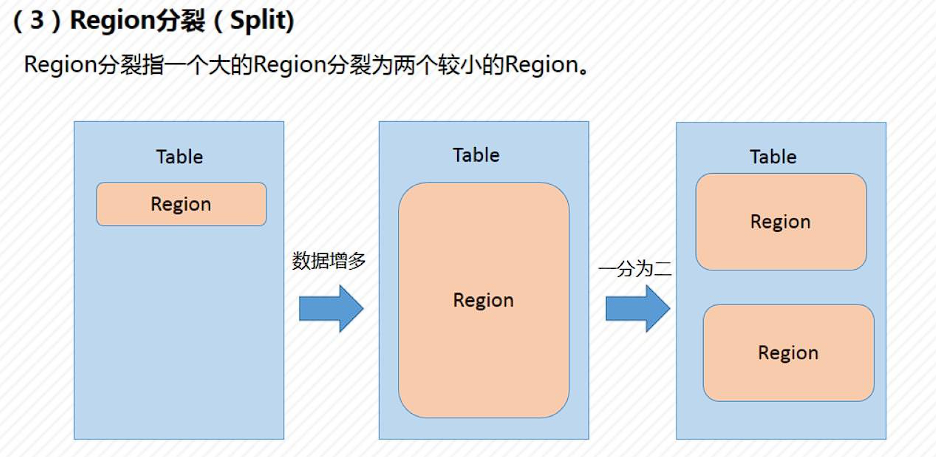 （3）Region分裂（Split)
Region分裂指一个大的Region分裂为两个较小的Region。
Table
Region
数据增多
Table
Region
一分为二
Table
Region
Region